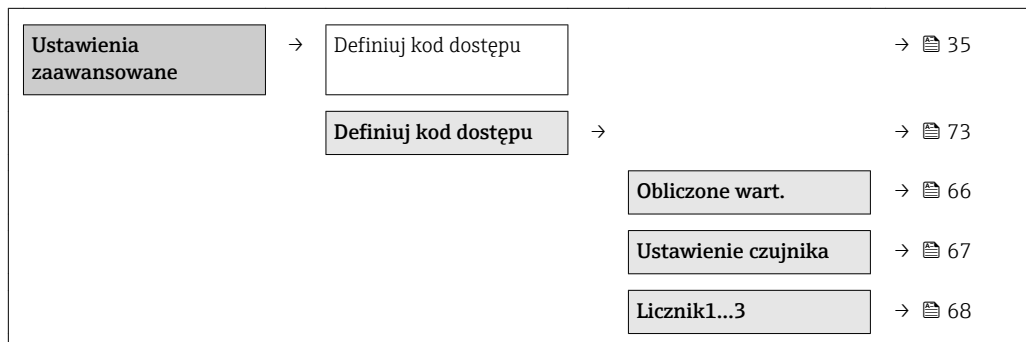 Ustawienia zaawansowane → Definiuj kod dostępu → 35
Definiuj kod dostępu → → 73
Obliczone wart. → 66
Ustawienie czujnika → 67
Licznik1...3 → 68